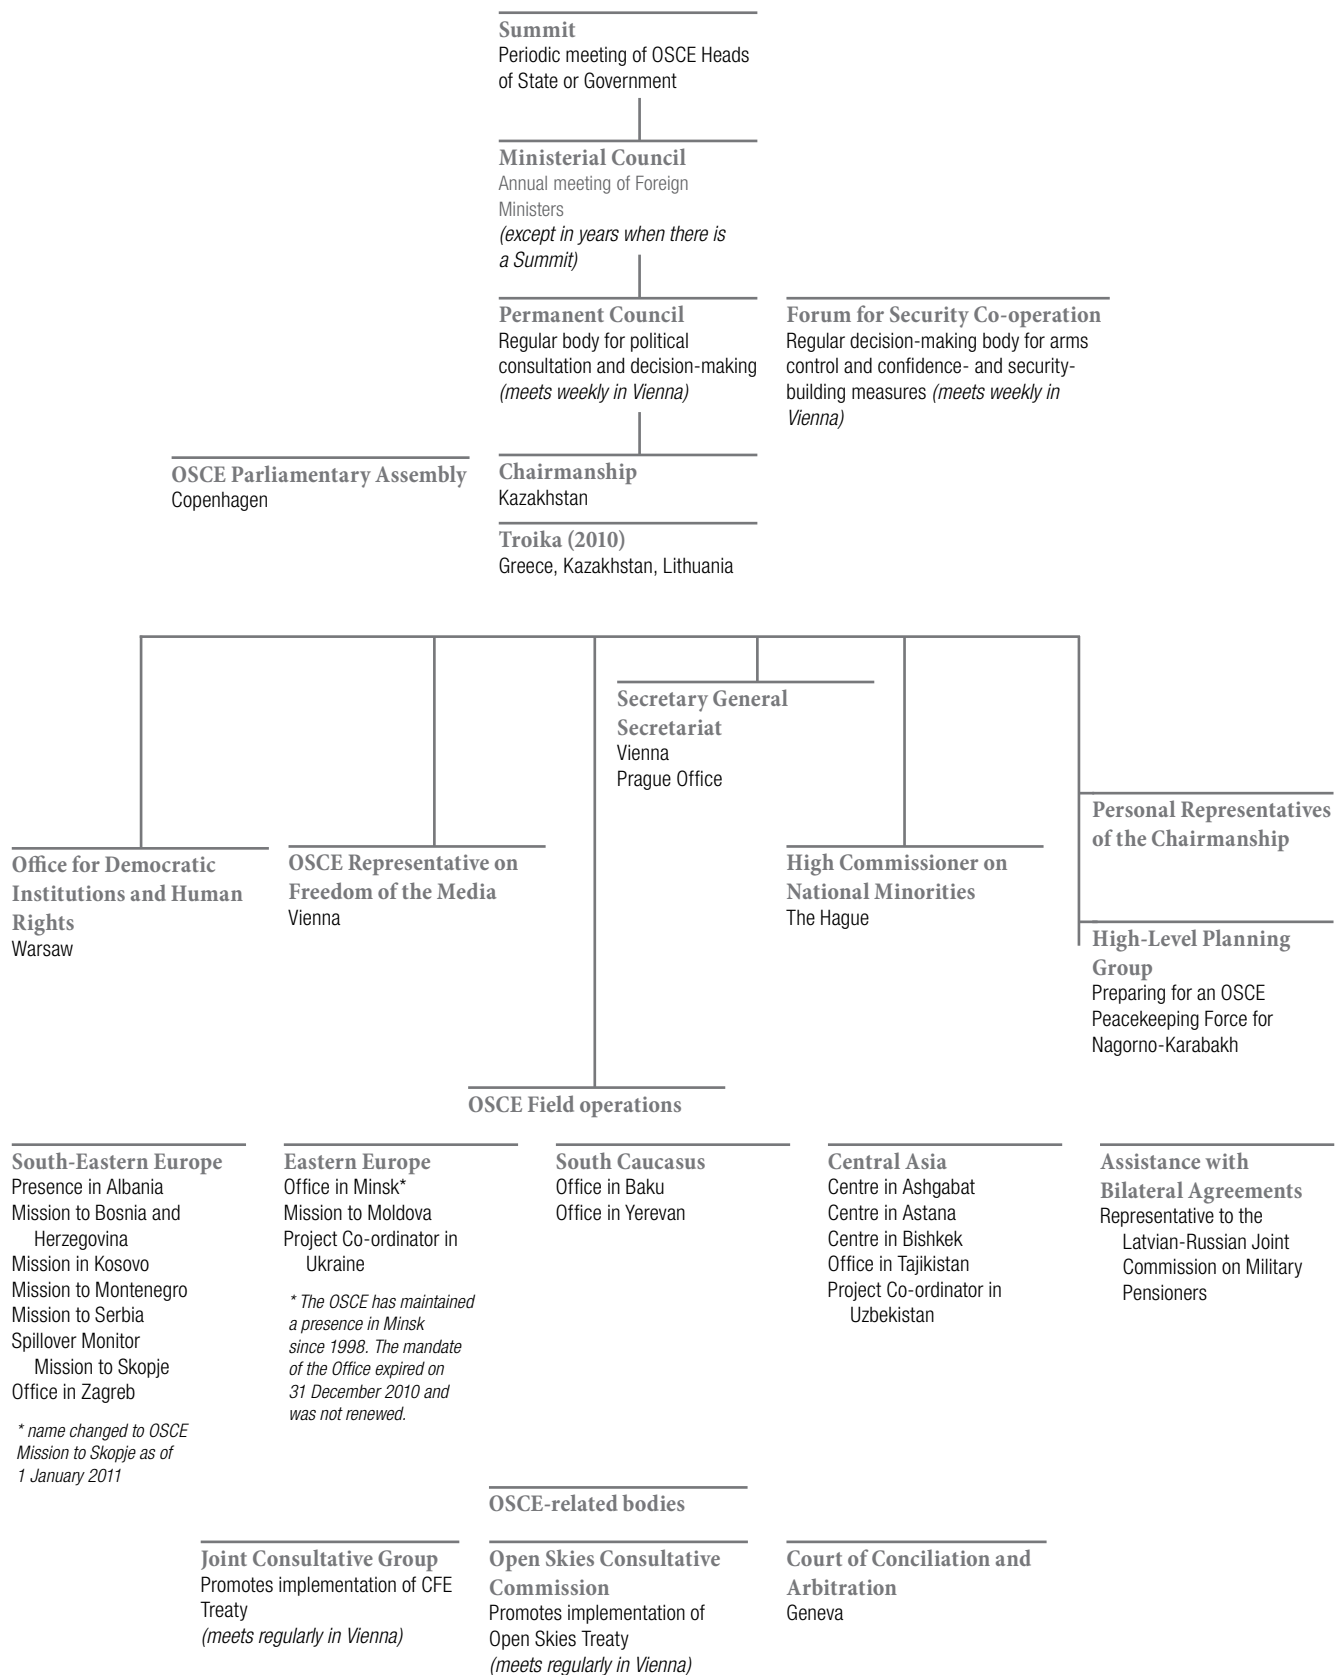 Summit
Periodic meeting of OSCE Heads
of State or Government
Ministerial Council
Annual meeting of Foreign
Ministers
(except in years when there is
a Summit)
Permanent Council
Regular body for political
consultation and decision-making
(meets weekly in Vienna)
Forum for Security Co-operation
Regular decision-making body for arms
control and confidence- and security-
building measures (meets weekly in
Vienna)
OSCE Parliamentary Assembly
Copenhagen
Chairmanship
Kazakhstan
Troika (2010)
Greece, Kazakhstan, Lithuania
Secretary General
Secretariat
Vienna
Prague Office
Personal Representatives
of the Chairmanship
Office for Democratic
Institutions and Human
Rights
Warsaw
OSCE Representative on
Freedom of the Media
Vienna
High Commissioner on
National Minorities
The Hague
High-Level Planning
Group
Preparing for an OSCE
Peacekeeping Force for
Nagorno-Karabakh
OSCE Field operations
South-Eastern Europe
Presence in Albania
Mission to Bosnia and
Herzegovina
Mission in Kosovo
Mission to Montenegro
Mission to Serbia
Spillover Monitor
Mission to Skopje
Office in Zagreb
* name changed to OSCE
Mission to Skopje as of
1 January 2011
Eastern Europe
Office in Minsk*
Mission to Moldova
Project Co-ordinator in
Ukraine
* The OSCE has maintained
a presence in Minsk
since 1998. The mandate
of the Office expired on
31 December 2010 and
was not renewed.
South Caucasus
Office in Baku
Office in Yerevan
Central Asia
Centre in Ashgabat
Centre in Astana
Centre in Bishkek
Office in Tajikistan
Project Co-ordinator in
Uzbekistan
Assistance with
Bilateral Agreements
Representative to the
Latvian-Russian Joint
Commission on Military
Pensioners
OSCE-related bodies
Joint Consultative Group
Promotes implementation of CFE
Treaty
(meets regularly in Vienna)
Open Skies Consultative
Commission
Promotes implementation of
Open Skies Treaty
(meets regularly in Vienna)
Court of Conciliation and
Arbitration
Geneva